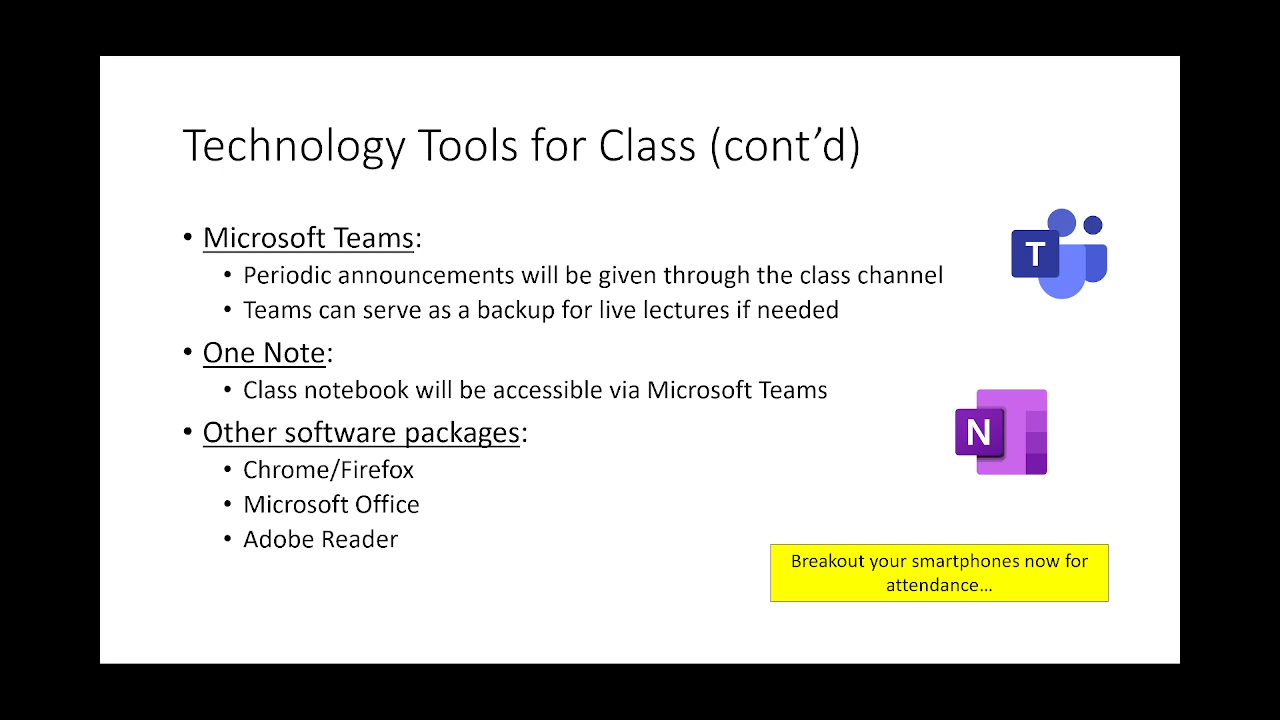 Technology Tools for Class (cont’d)
• Microsoft Teams:
• Periodic announcements will be given through the class channel
• Teams can serve as a backup for live lectures if needed
T
• One Note:
• Class notebook will be accessible via Microsoft Teams
N
• Other software packages:
• Chrome/Firefox
• Microsoft Office
• Adobe Reader
Breakout your smartphones now for
attendance…